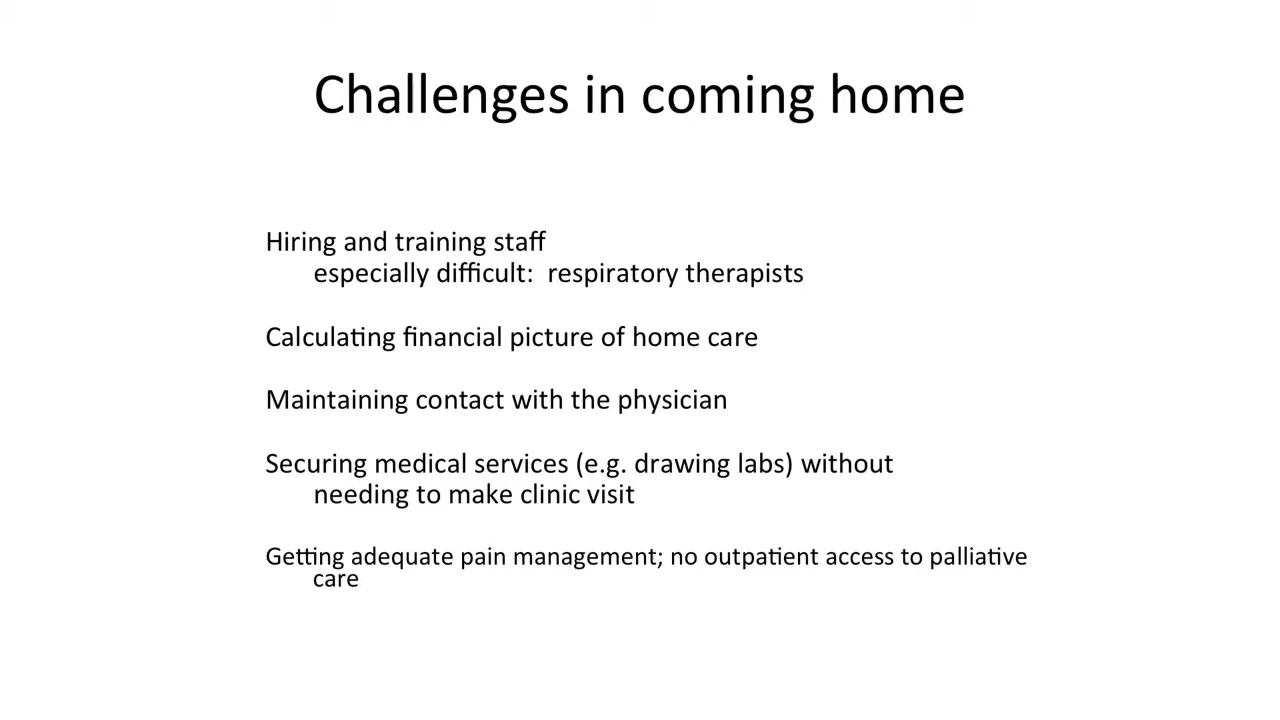 Challenges in coming home
Hiring and training staff
especially difficult:  respiratory therapists
Calculating financial picture of home care
Maintaining contact with the physician
Securing medical services (e.g. drawing labs) without
needing to make clinic visit
Getting adequate pain management; no outpatient access to palliative
care